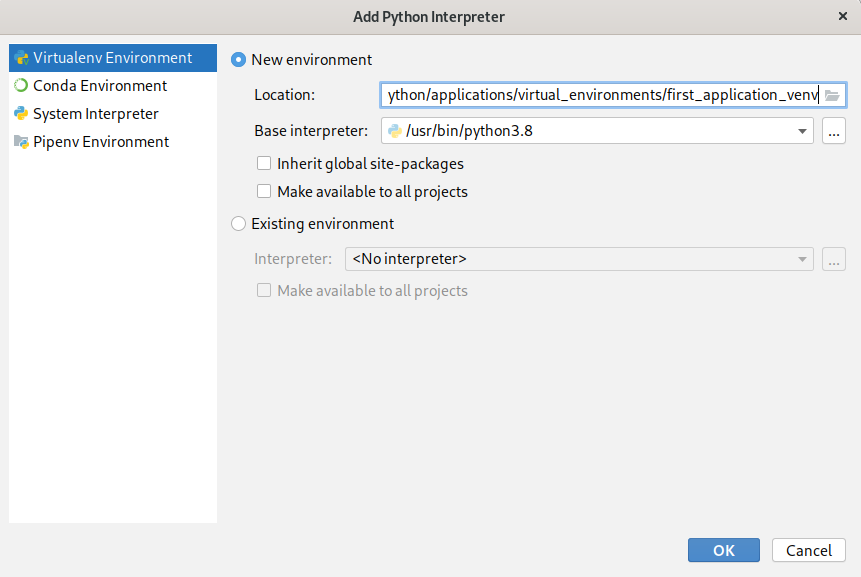 Add Python Interpreter
Virtualenv Environment
Conda Environment
System Interpreter
Pipenv Environment
New environment
Location: ython/applications/virtual_environments/first_application_venv
Base interpreter: /usr/bin/python3.8 ...
Inherit global site-packages
Make available to all projects
Existing environment
Interpreter: <No interpreter> ...
Make available to all projects
OK Cancel